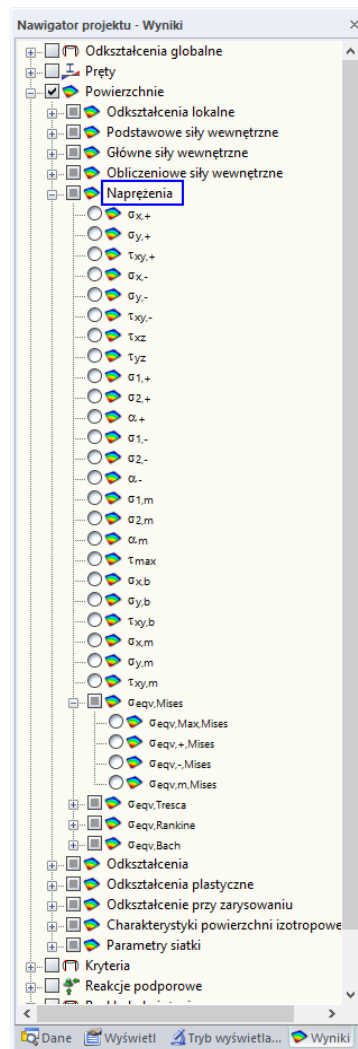 Nawigator projektu - Wyniki
Odkształcenia globalne
Pręty
Powierzchnie
Odkształcenia lokalne
Podstawowe siły wewnętrzne
Główne siły wewnętrzne
Obliczeniowe siły wewnętrzne
Naprężenia
σx,+
σy,+
τxy,+
σx,-
σy,-
τxy,-
τxz
τyz
σ1,+
σ2,+
α+
σ1,-
σ2,-
α-
σ1,m
σ2,m
αm
τmax
σx,b
σy,b
τxy,b
σx,m
σy,m
τxy,m
σeqv,Mises
σeqv,Max,Mises
σeqv,+,Mises
σeqv,-,Mises
σeqv,m,Mises
σeqv,Tresca
σeqv,Rankine
σeqv,Bach
Odkształcenia
Odkształcenia plastyczne
Odkształcenie przy zarysowaniu
Charakterystyki powierzchni izotropowe
Parametry siatki
Kryteria
Reakcje podporowe
Dane Wyświetl Tryb wyświetla... Wyniki